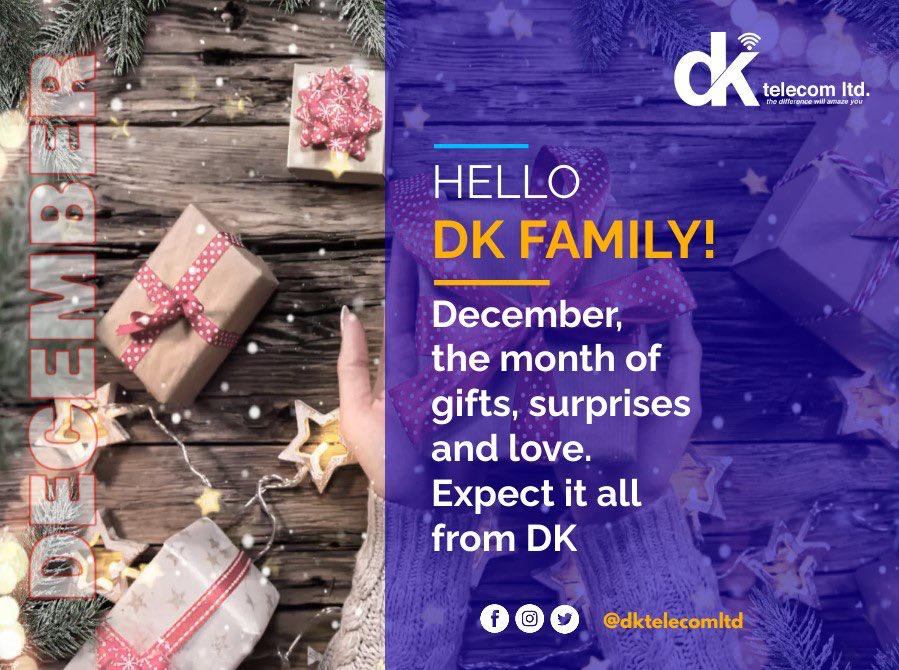 DECEMBER
dk
telecom ltd.
the difference will amaze you
HELLO
DK FAMILY!
December,
the month of
gifts, surprises
and love.
Expect it all
from DK
@dktelecomltd